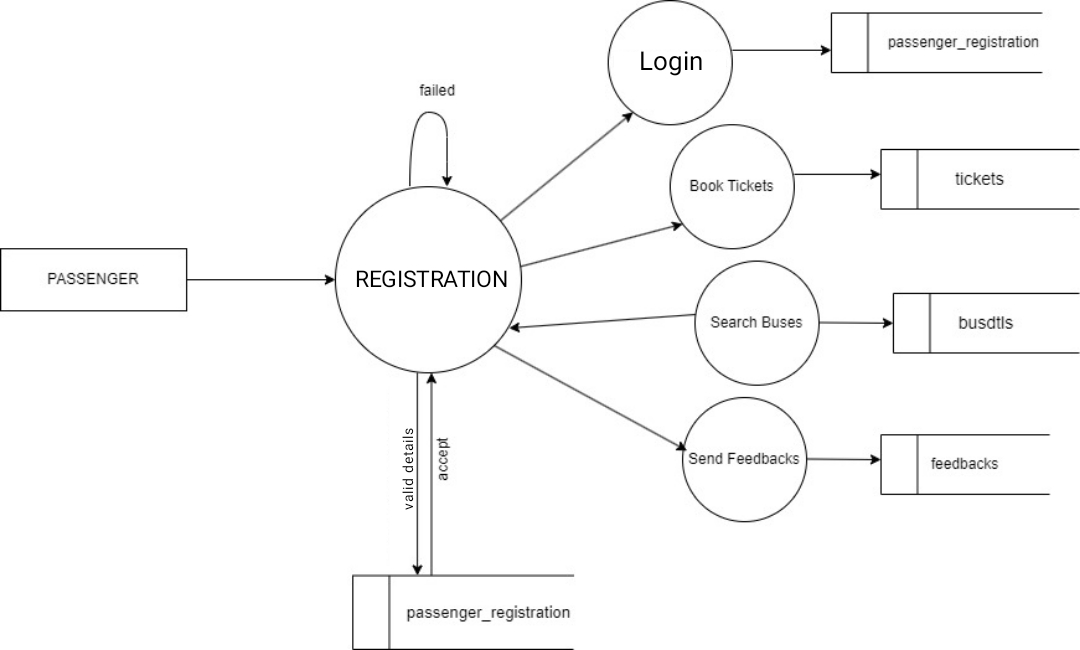 Login
passenger_registration
failed
Book Tickets
tickets
PASSENGER
REGISTRATION
Search Buses
busdtls
valid details
accept
Send Feedbacks
feedbacks
passenger_registration